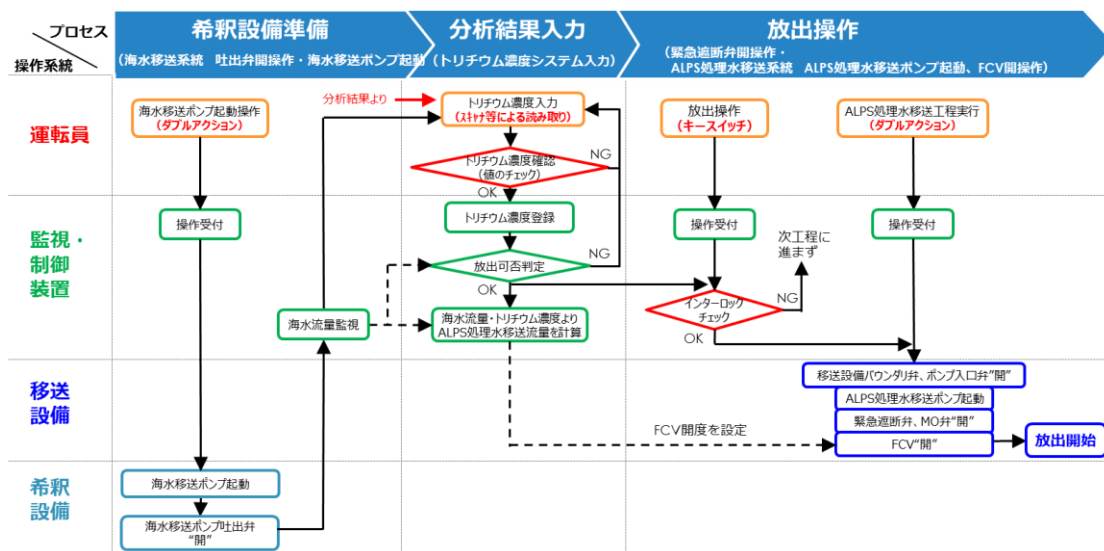 プロセス
操作系統
希釈設備準備
（海水移送系統　吐出弁開操作・海水移送ポンプ起動）
分析結果入力
（トリチウム濃度システム入力）
放出操作
（緊急遮断弁開操作・
ALPS処理水移送系統　ALPS処理水移送ポンプ起動、FCV開操作）
運転員
海水移送ポンプ起動操作
（ダブルアクション）
分析結果より
トリチウム濃度入力
（スキャナ等による読み取り）
トリチウム濃度確認
（値のチェック）
NG
OK
放出操作
（キースイッチ）
ALPS処理水移送工程実行
（ダブルアクション）
監視・
制御
装置
操作受付
海水流量監視
トリチウム濃度登録
放出可否判定
NG
OK
海水流量・トリチウム濃度より
ALPS処理水移送流量を計算
操作受付
インターロック
チェック
NG
OK
次工程に
進まず
操作受付
移送
設備
移送設備バウンダリ弁、ポンプ入口弁"開"
ALPS処理水移送ポンプ起動
緊急遮断弁、MO弁"開"
FCV"開"
FCV開度を設定
放出開始
希釈
設備
海水移送ポンプ起動
海水移送ポンプ吐出弁
"開"